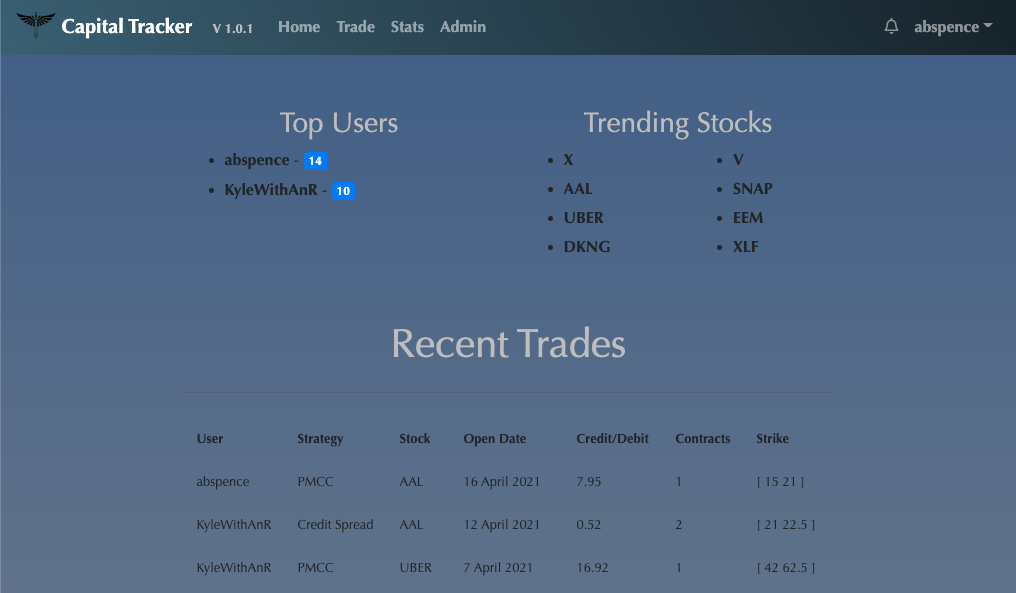 Capital Tracker V 1.0.1 Home Trade Stats Admin abspence
Top Users
abspence - 14
KyleWithAnR - 10
Trending Stocks
X
AAL
UBER
DKNG
V
SNAP
EEM
XLF
Recent Trades
User Strategy Stock Open Date Credit/Debit Contracts Strike
abspence PMCC AAL 16 April 2021 7.95 1 [ 15 21 ]
KyleWithAnR Credit Spread AAL 12 April 2021 0.52 2 [ 21 22.5 ]
KyleWithAnR PMCC UBER 7 April 2021 16.92 1 [ 42 62.5 ]